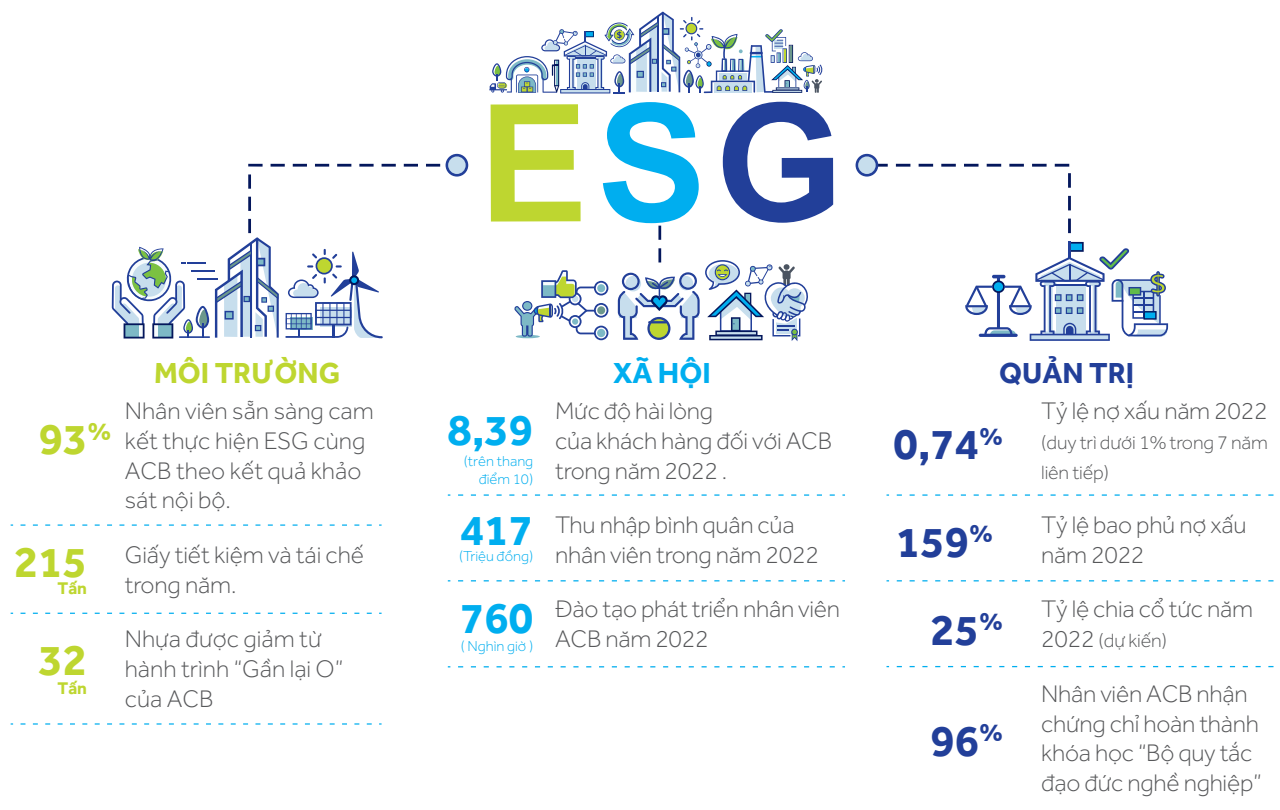 ESG
MÔI TRƯỜNG
93%
Nhân viên sẵn sàng cam
kết thực hiện ESG cùng
ACB theo kết quả khảo
sát nội bộ.
215
Tấn
Giấy tiết kiệm và tái chế
trong năm.
32
Tấn
Nhựa được giảm từ
hành trình “Gần lại O”
của ACB
XÃ HỘI
8,39
(trên thang
điểm 10)
Mức độ hài lòng
của khách hàng đối với ACB
trong năm 2022 .
417
(Triệu đồng)
Thu nhập bình quân của
nhân viên trong năm 2022
760
( Nghìn giờ )
Đào tạo phát triển nhân viên
ACB năm 2022
QUẢN TRỊ
0,74%
Tỷ lệ nợ xấu năm 2022
(duy trì dưới 1% trong 7 năm
liên tiếp)
159%
Tỷ lệ bao phủ nợ xấu
năm 2022
25%
Tỷ lệ chia cổ tức năm
2022 (dự kiến)
96%
Nhân viên ACB nhận
chứng chỉ hoàn thành
khóa học “Bộ quy tắc
đạo đức nghề nghiệp”